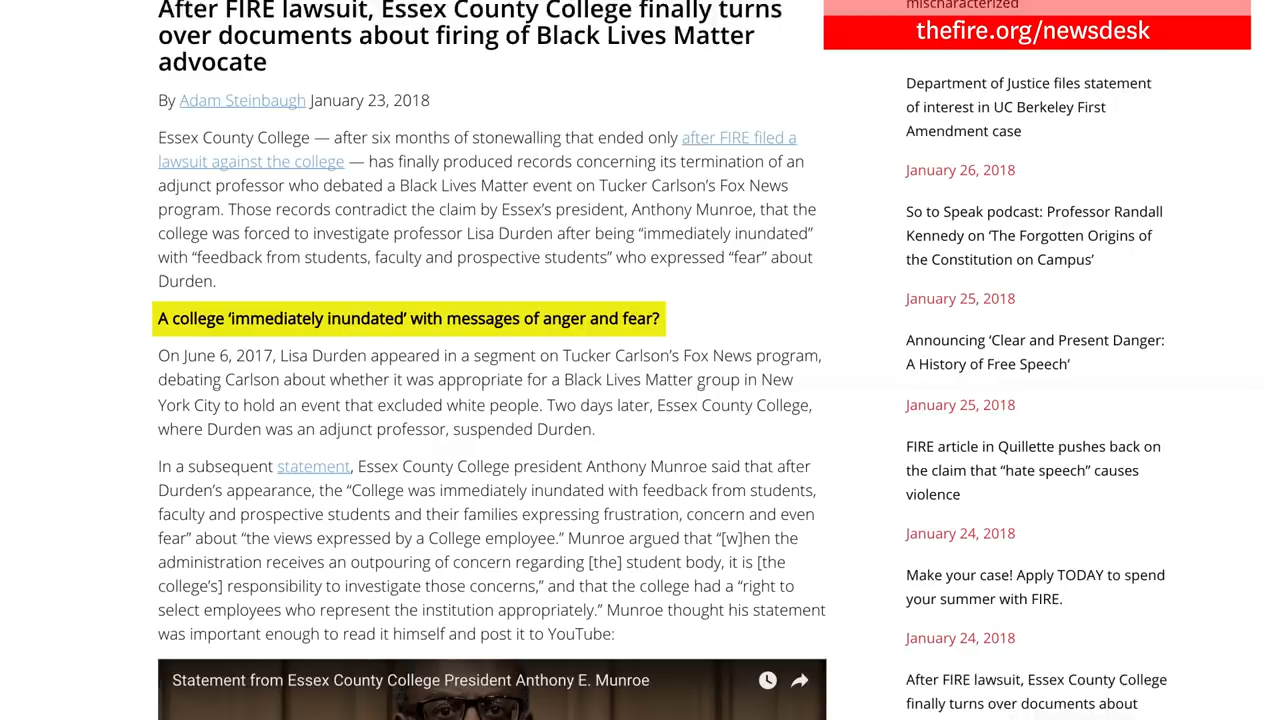 After FIRE lawsuit, Essex County College finally turns
over documents about firing of Black Lives Matter
advocate
By Adam Steinbaugh January 23, 2018
Essex County College — after six months of stonewalling that ended only after FIRE filed a
lawsuit against the college — has finally produced records concerning its termination of an
adjunct professor who debated a Black Lives Matter event on Tucker Carlson’s Fox News
program. Those records contradict the claim by Essex’s president, Anthony Munroe, that the
college was forced to investigate professor Lisa Durden after being “immediately inundated”
with “feedback from students, faculty and prospective students” who expressed “fear” about
Durden.
A college ‘immediately inundated’ with messages of anger and fear?
On June 6, 2017, Lisa Durden appeared in a segment on Tucker Carlson’s Fox News program,
debating Carlson about whether it was appropriate for a Black Lives Matter group in New
York City to hold an event that excluded white people. Two days later, Essex County College,
where Durden was an adjunct professor, suspended Durden.
In a subsequent statement, Essex County College president Anthony Munroe said that after
Durden’s appearance, the “College was immediately inundated with feedback from students,
faculty and prospective students and their families expressing frustration, concern and even
fear” about “the views expressed by a College employee.” Munroe argued that “[w]hen the
administration receives an outpouring of concern regarding [the] student body, it is [the
college’s] responsibility to investigate those concerns,” and that the college had a “right to
select employees who represent the institution appropriately.” Munroe thought his statement
was important enough to read it himself and post it to YouTube:
Statement from Essex County College President Anthony E. Munroe
mischaracterized
thefire.org/newsdesk
Department of Justice files statement
of interest in UC Berkeley First
Amendment case
January 26, 2018
So to Speak podcast: Professor Randall
Kennedy on ‘The Forgotten Origins of
the Constitution on Campus’
January 25, 2018
Announcing ‘Clear and Present Danger:
A History of Free Speech’
January 25, 2018
FIRE article in Quillette pushes back on
the claim that “hate speech” causes
violence
January 24, 2018
Make your case! Apply TODAY to spend
your summer with FIRE.
January 24, 2018
After FIRE lawsuit, Essex County College
finally turns over documents about